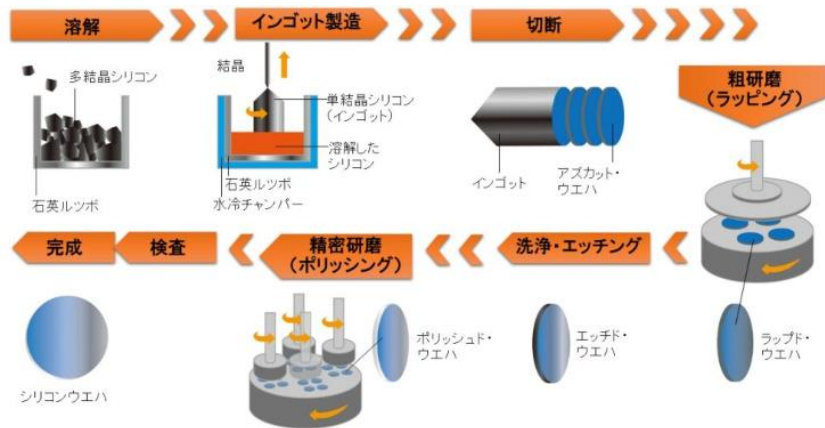 溶解
インゴット製造
切断
粗研磨
(ラッピング)
多結晶シリコン
石英ルツボ
結晶
単結晶シリコン
(インゴット)
溶解した
シリコン
石英ルツボ
水冷チャンバー
インゴット
アズカット・
ウエハ
ラップド・
ウエハ
洗浄・エッチング
エッチド・
ウエハ
精密研磨
(ポリッシング)
ポリッシュド・
ウエハ
検査
完成
シリコンウエハ